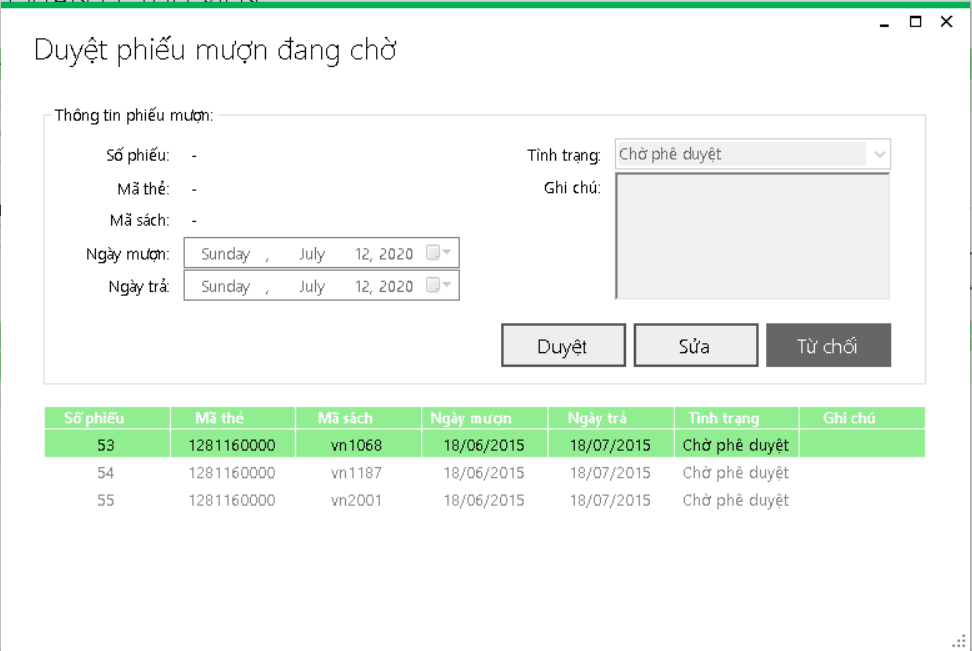 Duyệt phiếu mượn đang chờ
Thông tin phiếu mượn:
Số phiếu: - Tình trạng: Chờ phê duyệt
Mã thẻ: - Ghi chú:
Mã sách: -
Ngày mượn: Sunday , July 12, 2020
Ngày trả: Sunday , July 12, 2020
Duyệt Sửa Từ chối
Số phiếu Mã thẻ Mã sách Ngày mượn Ngày trả Tình trạng Ghi chú
53 1281160000 vn1068 18/06/2015 18/07/2015 Chờ phê duyệt
54 1281160000 vn1187 18/06/2015 18/07/2015 Chờ phê duyệt
55 1281160000 vn2001 18/06/2015 18/07/2015 Chờ phê duyệt